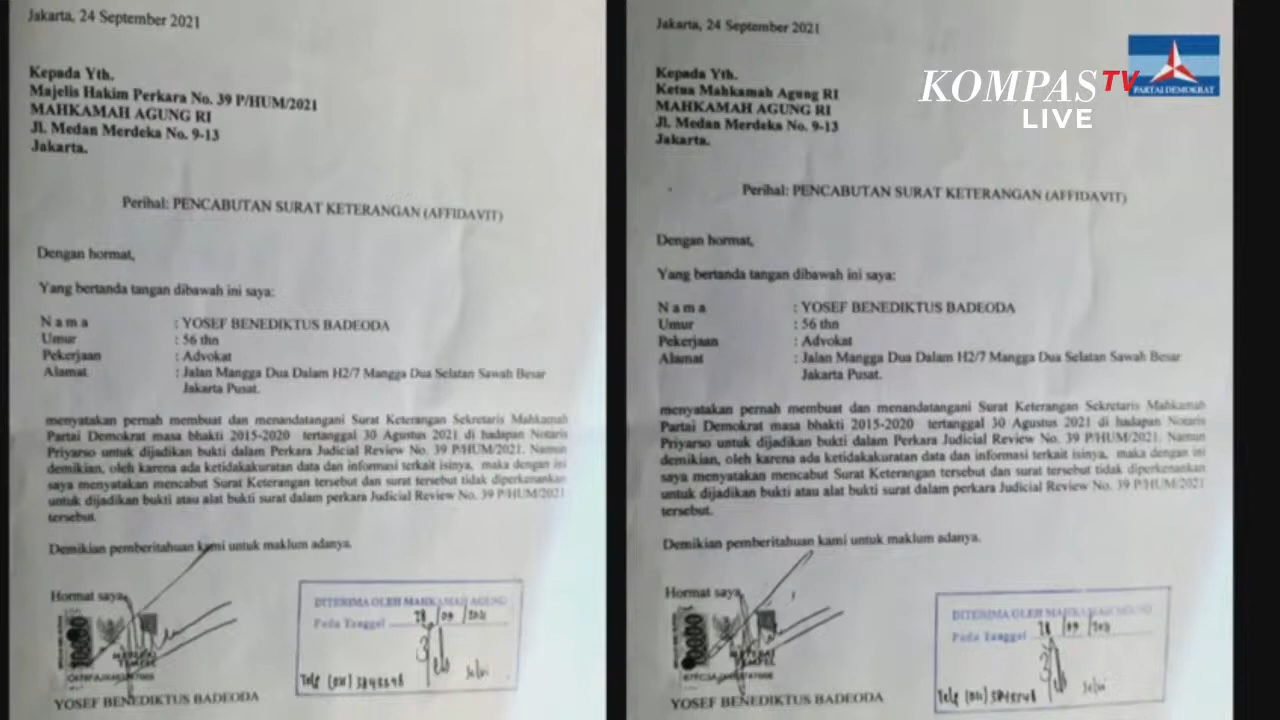 Jakarta, 24 September 2021
Kepada Yth.
Majelis Hakim Perkara No. 39 P/HUM/2021
MAHKAMAH AGUNG RI
Jl. Medan Merdeka No. 9-13
Jakarta.
Perihal: PENCABUTAN SURAT KETERANGAN (AFFIDAVIT)
Dengan hormat,
Yang bertanda tangan dibawah ini saya:
N a m a : YOSEF BENEDIKTUS BADEODA
Umur : 56 thn
Pekerjaan : Advokat
Alamat : Jalan Mangga Dua Dalam H2/7 Mangga Dua Selatan Sawah Besar
Jakarta Pusat.
menyatakan pernah membuat dan menandatangani Surat Keterangan Sekretaris Mahkamah
Partai Demokrat masa bhakti 2015-2020 tertanggal 30 Agustus 2021 di hadapan Notaris
Priyarso untuk dijadikan bukti dalam Perkara Judicial Review No. 39 P/HUM/2021. Namun
demikian, oleh karena ada ketidakakuratan data dan informasi terkait isinya, maka dengan ini
saya menyatakan mencabut Surat Keterangan tersebut dan surat tersebut tidak diperkenankan
untuk dijadikan bukti atau alat bukti surat dalam perkara Judicial Review No. 39 P/HUM/2021
tersebut.
Demikian pemberitahuan kami untuk maklum adanya.
Hormat saya,
METERAI
TEMPEL
YOSEF BENEDIKTUS BADEODA
DITERIMA OLEH MAHKAMAH AGUNG
Pada Tanggal 28/09/2021
Telp (021) 3845348
Jakarta, 24 September 2021
Kepada Yth.
Ketua Mahkamah Agung RI
MAHKAMAH AGUNG RI
Jl. Medan Merdeka No. 9-13
Jakarta.
Perihal: PENCABUTAN SURAT KETERANGAN (AFFIDAVIT)
Dengan hormat,
Yang bertanda tangan dibawah ini saya:
N a m a : YOSEF BENEDIKTUS BADEODA
Umur : 56 thn
Pekerjaan : Advokat
Alamat : Jalan Mangga Dua Dalam H2/7 Mangga Dua Selatan Sawah Besar
Jakarta Pusat.
menyatakan pernah membuat dan menandatangani Surat Keterangan Sekretaris Mahkamah
Partai Demokrat masa bhakti 2015-2020 tertanggal 30 Agustus 2021 di hadapan Notaris
Priyarso untuk dijadikan bukti dalam Perkara Judicial Review No. 39 P/HUM/2021. Namun
demikian, oleh karena ada ketidakakuratan data dan informasi terkait isinya, maka dengan ini
saya menyatakan mencabut Surat Keterangan tersebut dan surat tersebut tidak diperkenankan
untuk dijadikan bukti atau alat bukti surat dalam perkara Judicial Review No. 39 P/HUM/2021
tersebut.
Demikian pemberitahuan kami untuk maklum adanya.
Hormat saya,
METERAI
TEMPEL
YOSEF BENEDIKTUS BADEODA
DITERIMA OLEH MAHKAMAH AGUNG
Pada Tanggal 28/09/2021
Telp (021)
KOMPAS TV
LIVE
PARTAI DEMOKRAT